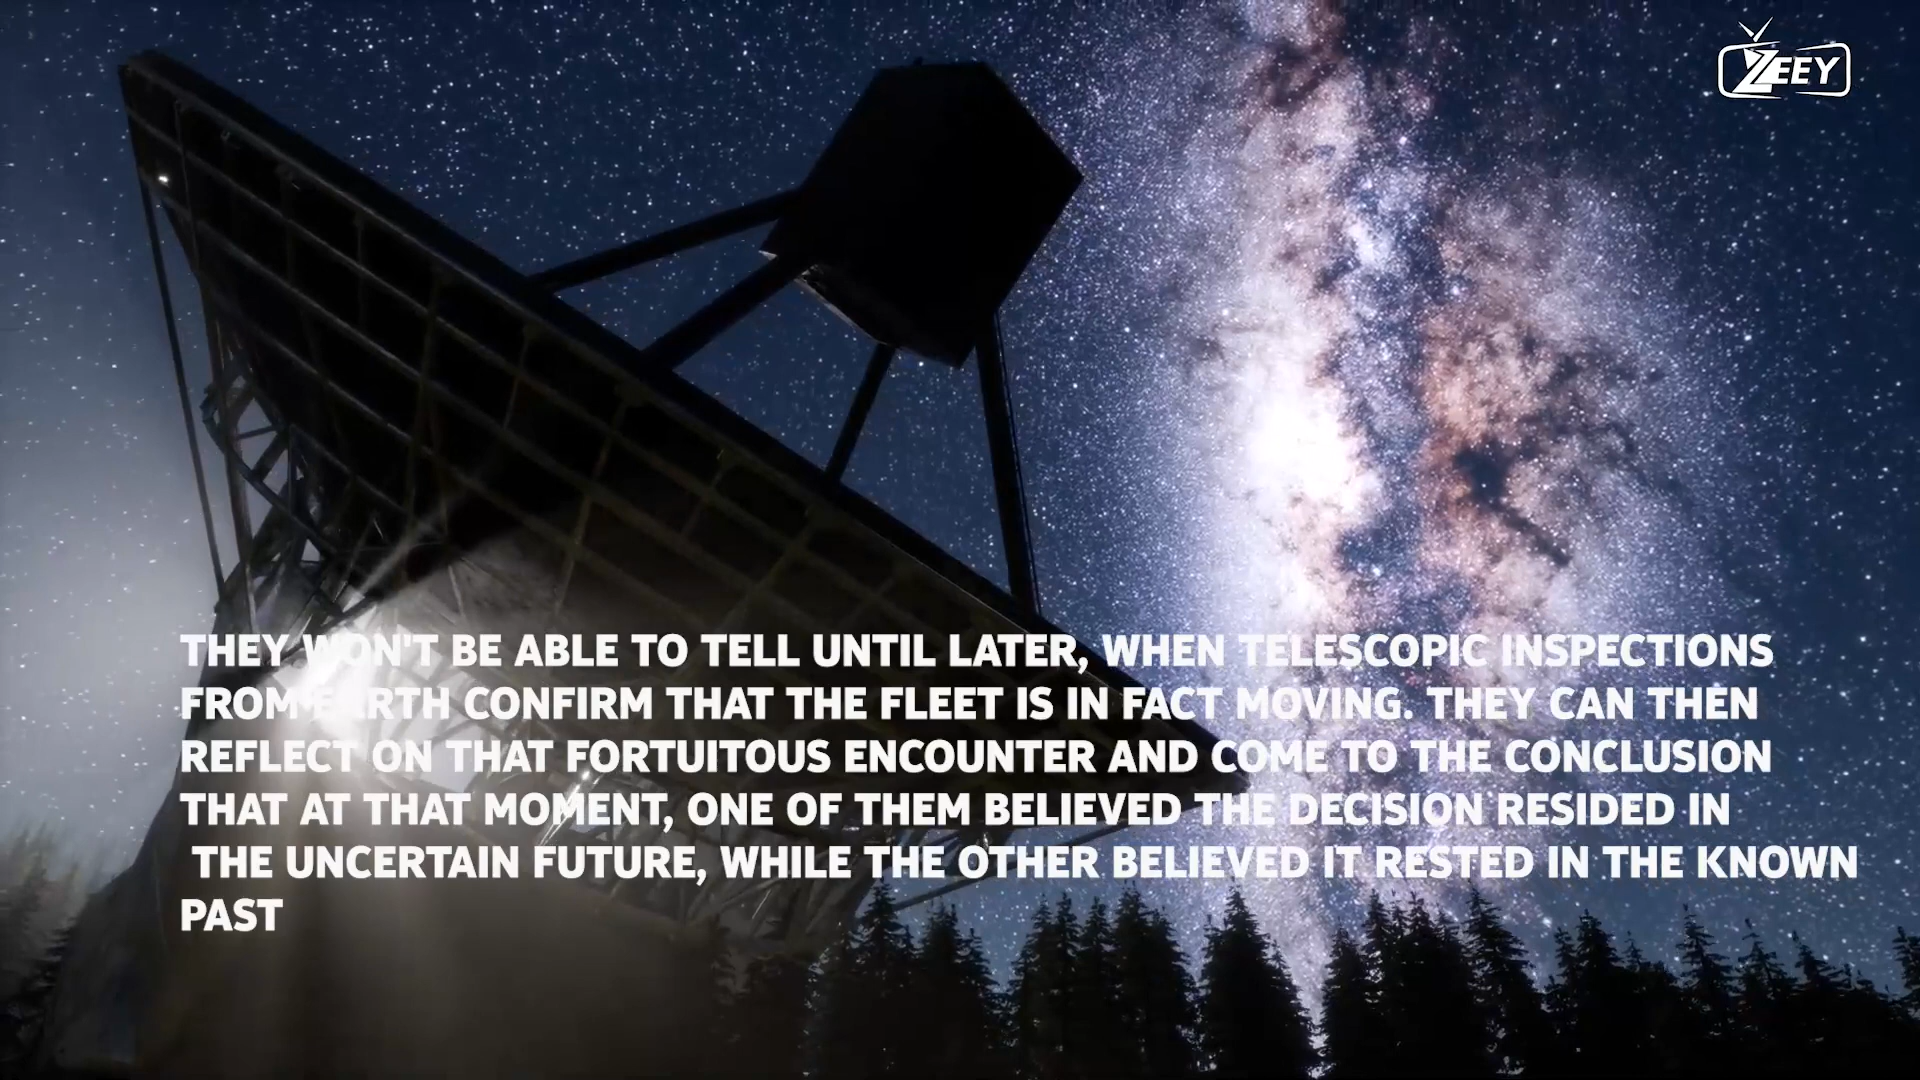 ZEEY
THEY WON'T BE ABLE TO TELL UNTIL LATER, WHEN TELESCOPIC INSPECTIONS
FROM EARTH CONFIRM THAT THE FLEET IS IN FACT MOVING. THEY CAN THEN
REFLECT ON THAT FORTUITOUS ENCOUNTER AND COME TO THE CONCLUSION
THAT AT THAT MOMENT, ONE OF THEM BELIEVED THE DECISION RESIDED IN
THE UNCERTAIN FUTURE, WHILE THE OTHER BELIEVED IT RESTED IN THE KNOWN
PAST